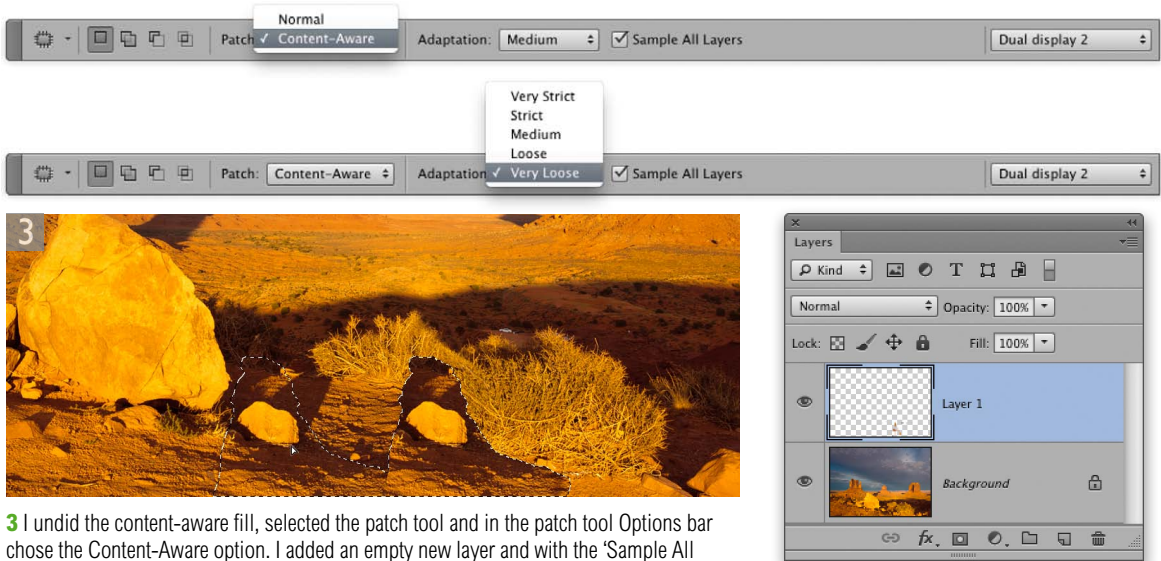 Normal
Patch ✓ Content-Aware Adaptation: Medium Sample All Layers Dual display 2
Very Strict
Strict
Medium
Loose
Patch: Content-Aware Adaptation ✓ Very Loose Sample All Layers Dual display 2
3
Layers
Kind
Normal Opacity: 100%
Lock: Fill: 100%
Layer 1
Background
fx
3 I undid the content-aware fill, selected the patch tool and in the patch tool Options bar
chose the Content-Aware option. I added an empty new layer and with the ‘Sample All